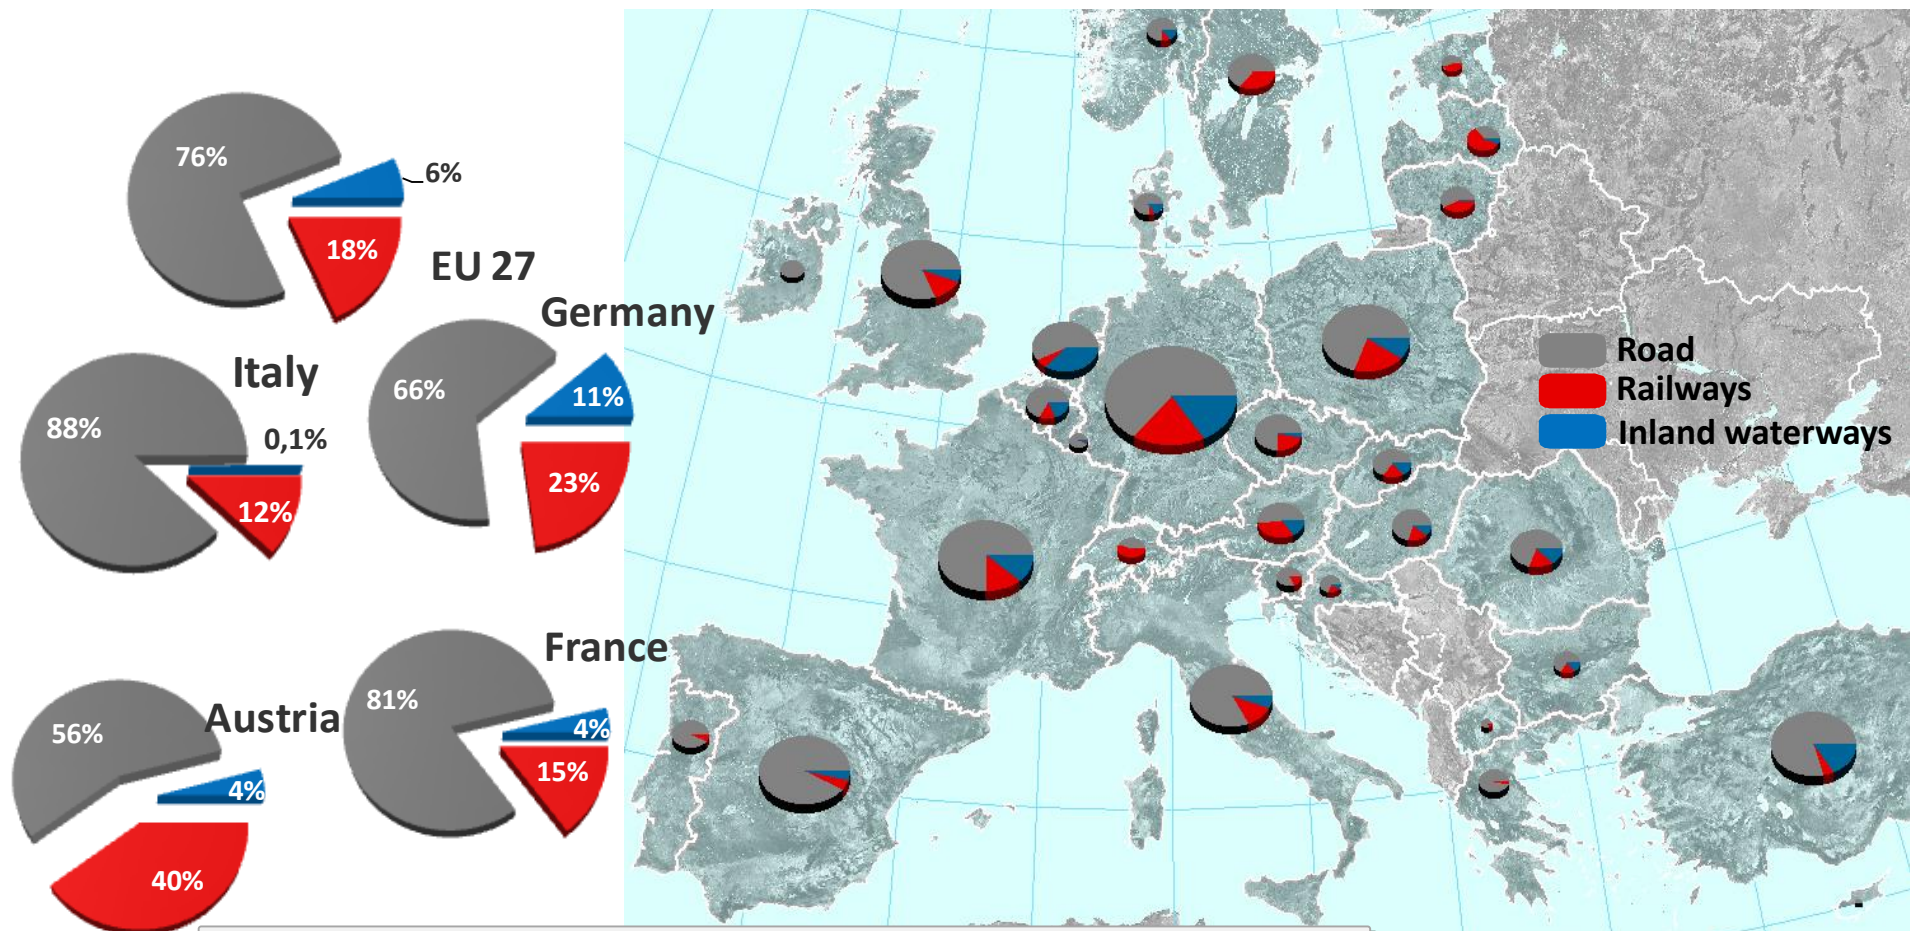 76%
6%
18%
EU 27
Germany
66%
11%
23%
Italy
88%
0,1%
12%
France
81%
4%
15%
Austria
56%
4%
40%
Road
Railways
Inland waterways